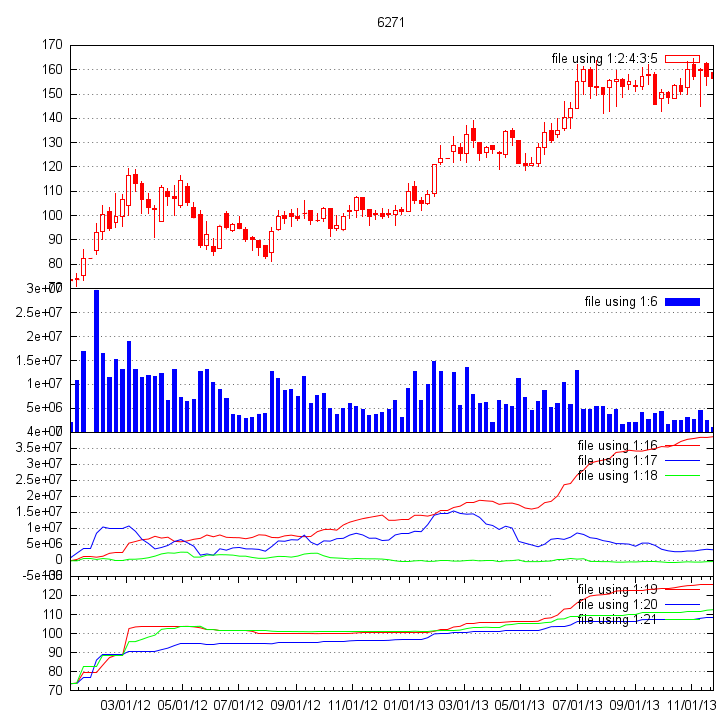 6271
170
file using 1:2:4:3:5
160
150
140
130
120
110
100
90
80
70
3e+07
file using 1:6
2.5e+07
2e+07
1.5e+07
1e+07
5e+06
0
4e+07
file using 1:16
3.5e+07
file using 1:17
3e+07
file using 1:18
2.5e+07
2e+07
1.5e+07
1e+07
5e+06
0
-5e+06
file using 1:19
120
file using 1:20
110
file using 1:21
100
90
80
70
03/01/12 05/01/12 07/01/12 09/01/12 11/01/12 01/01/13 03/01/13 05/01/13 07/01/13 09/01/13 11/01/13